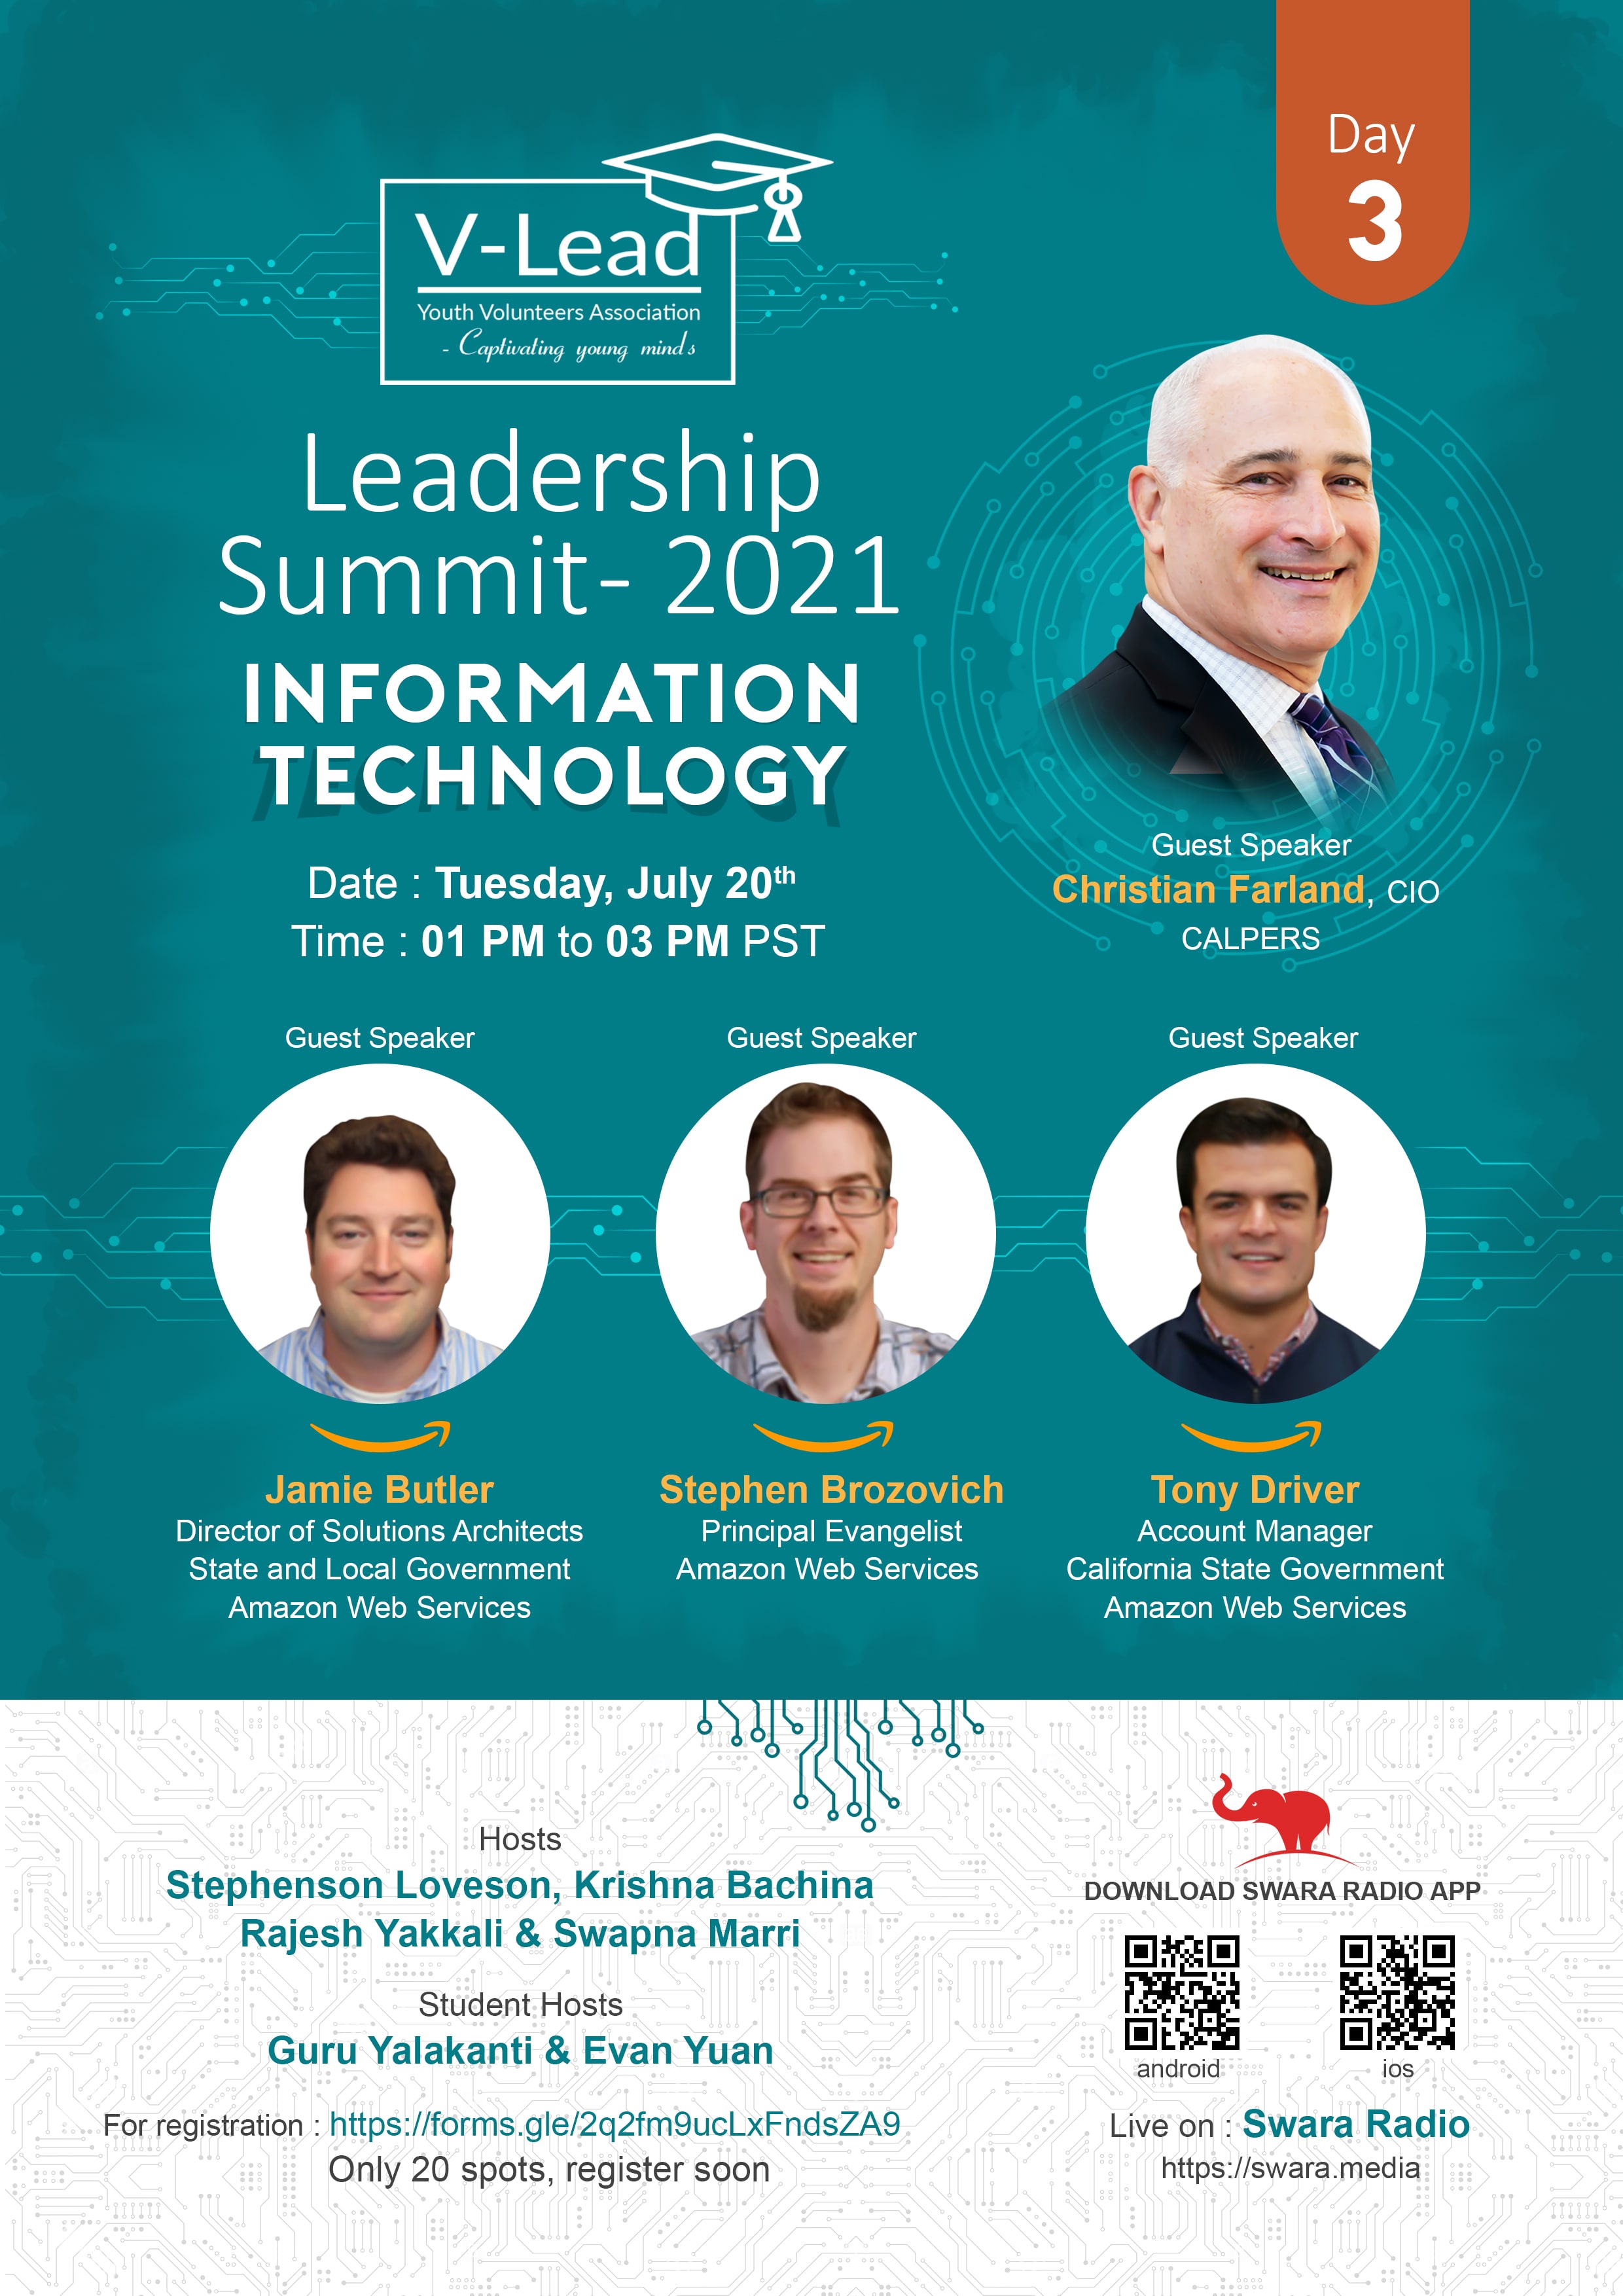 Day
3
V-Lead
Youth Volunteers Association
- Captivating young minds
Leadership
Summit- 2021
INFORMATION
TECHNOLOGY
Date : Tuesday, July 20th
Time : 01 PM to 03 PM PST
Guest Speaker
Christian Farland, CIO
CALPERS
Guest Speaker
Jamie Butler
Director of Solutions Architects
State and Local Government
Amazon Web Services
Guest Speaker
Stephen Brozovich
Principal Evangelist
Amazon Web Services
Guest Speaker
Tony Driver
Account Manager
California State Government
Amazon Web Services
Hosts
Stephenson Loveson, Krishna Bachina
Rajesh Yakkali & Swapna Marri
Student Hosts
Guru Yalakanti & Evan Yuan
For registration : https://forms.gle/2q2fm9ucLxFndsZA9
Only 20 spots, register soon
DOWNLOAD SWARA RADIO APP
android
ios
Live on : Swara Radio
https://swara.media